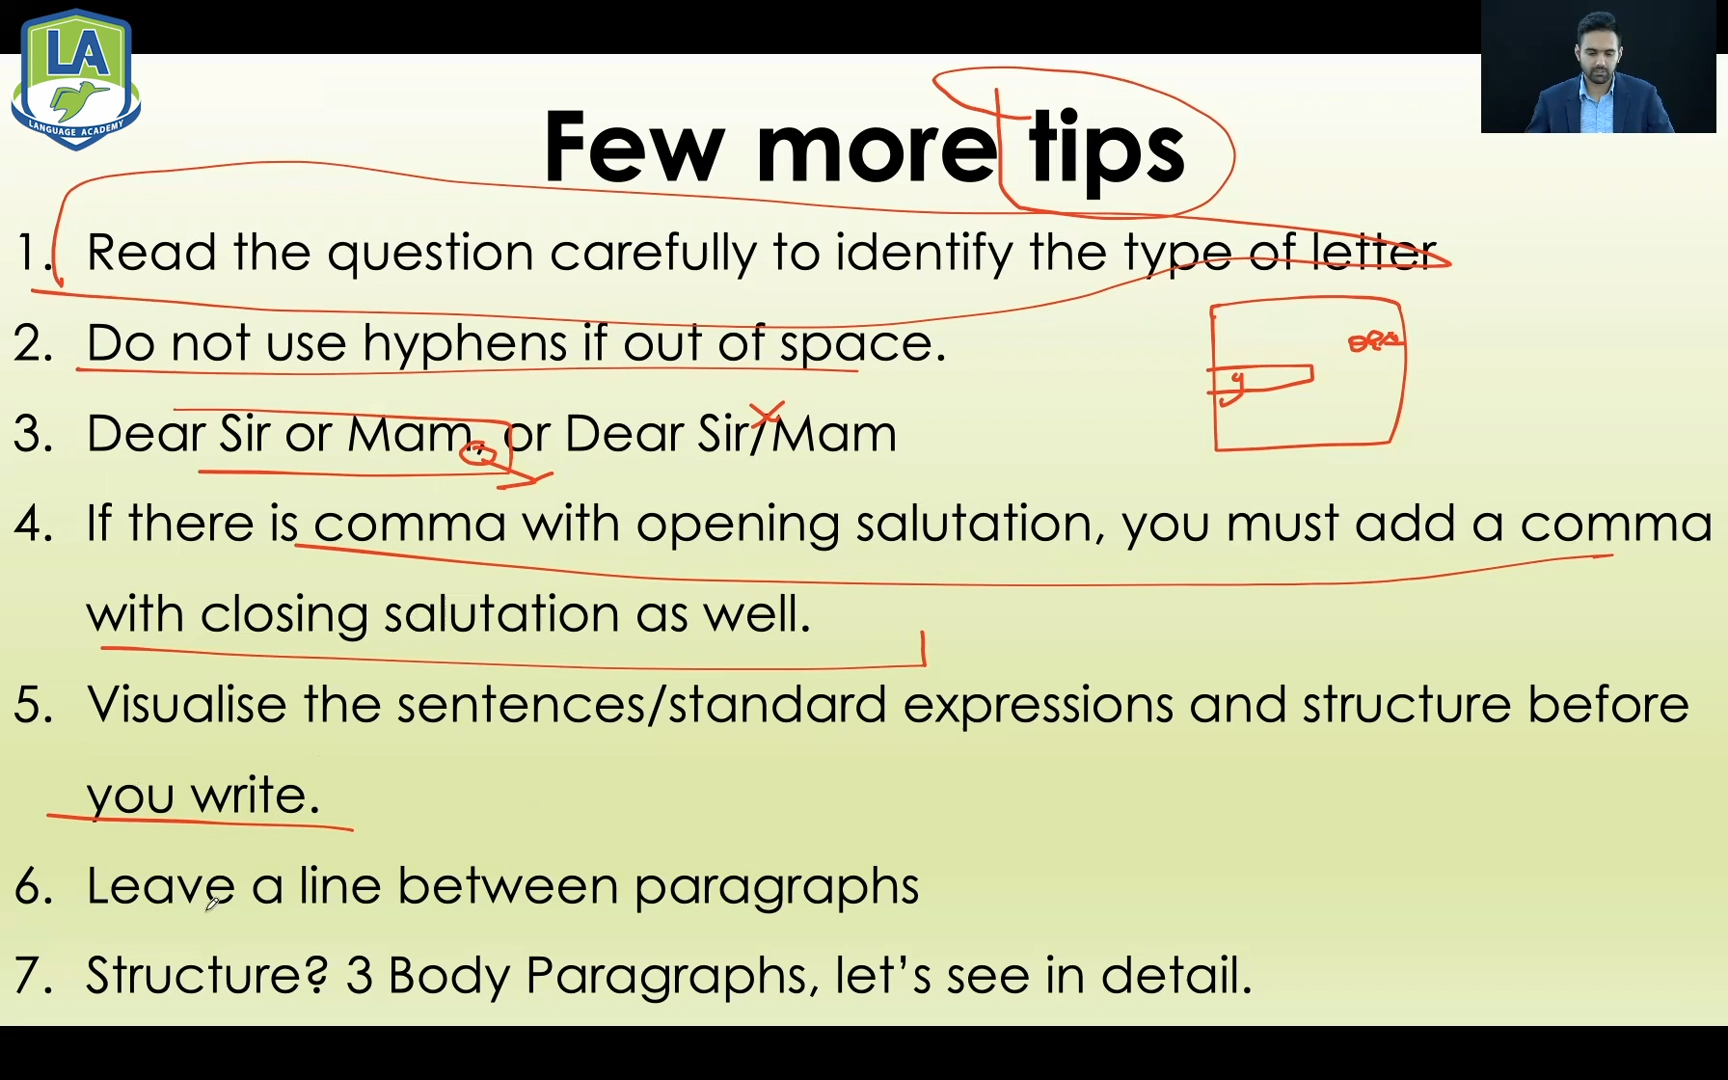 LA
LANGUAGE ACADEMY
Few more tips
1. Read the question carefully to identify the type of letter
2. Do not use hyphens if out of space.
3. Dear Sir or Mam, or Dear Sir/Mam
4. If there is comma with opening salutation, you must add a comma
with closing salutation as well.
5. Visualise the sentences/standard expressions and structure before
you write.
6. Leave a line between paragraphs
7. Structure? 3 Body Paragraphs, let’s see in detail.